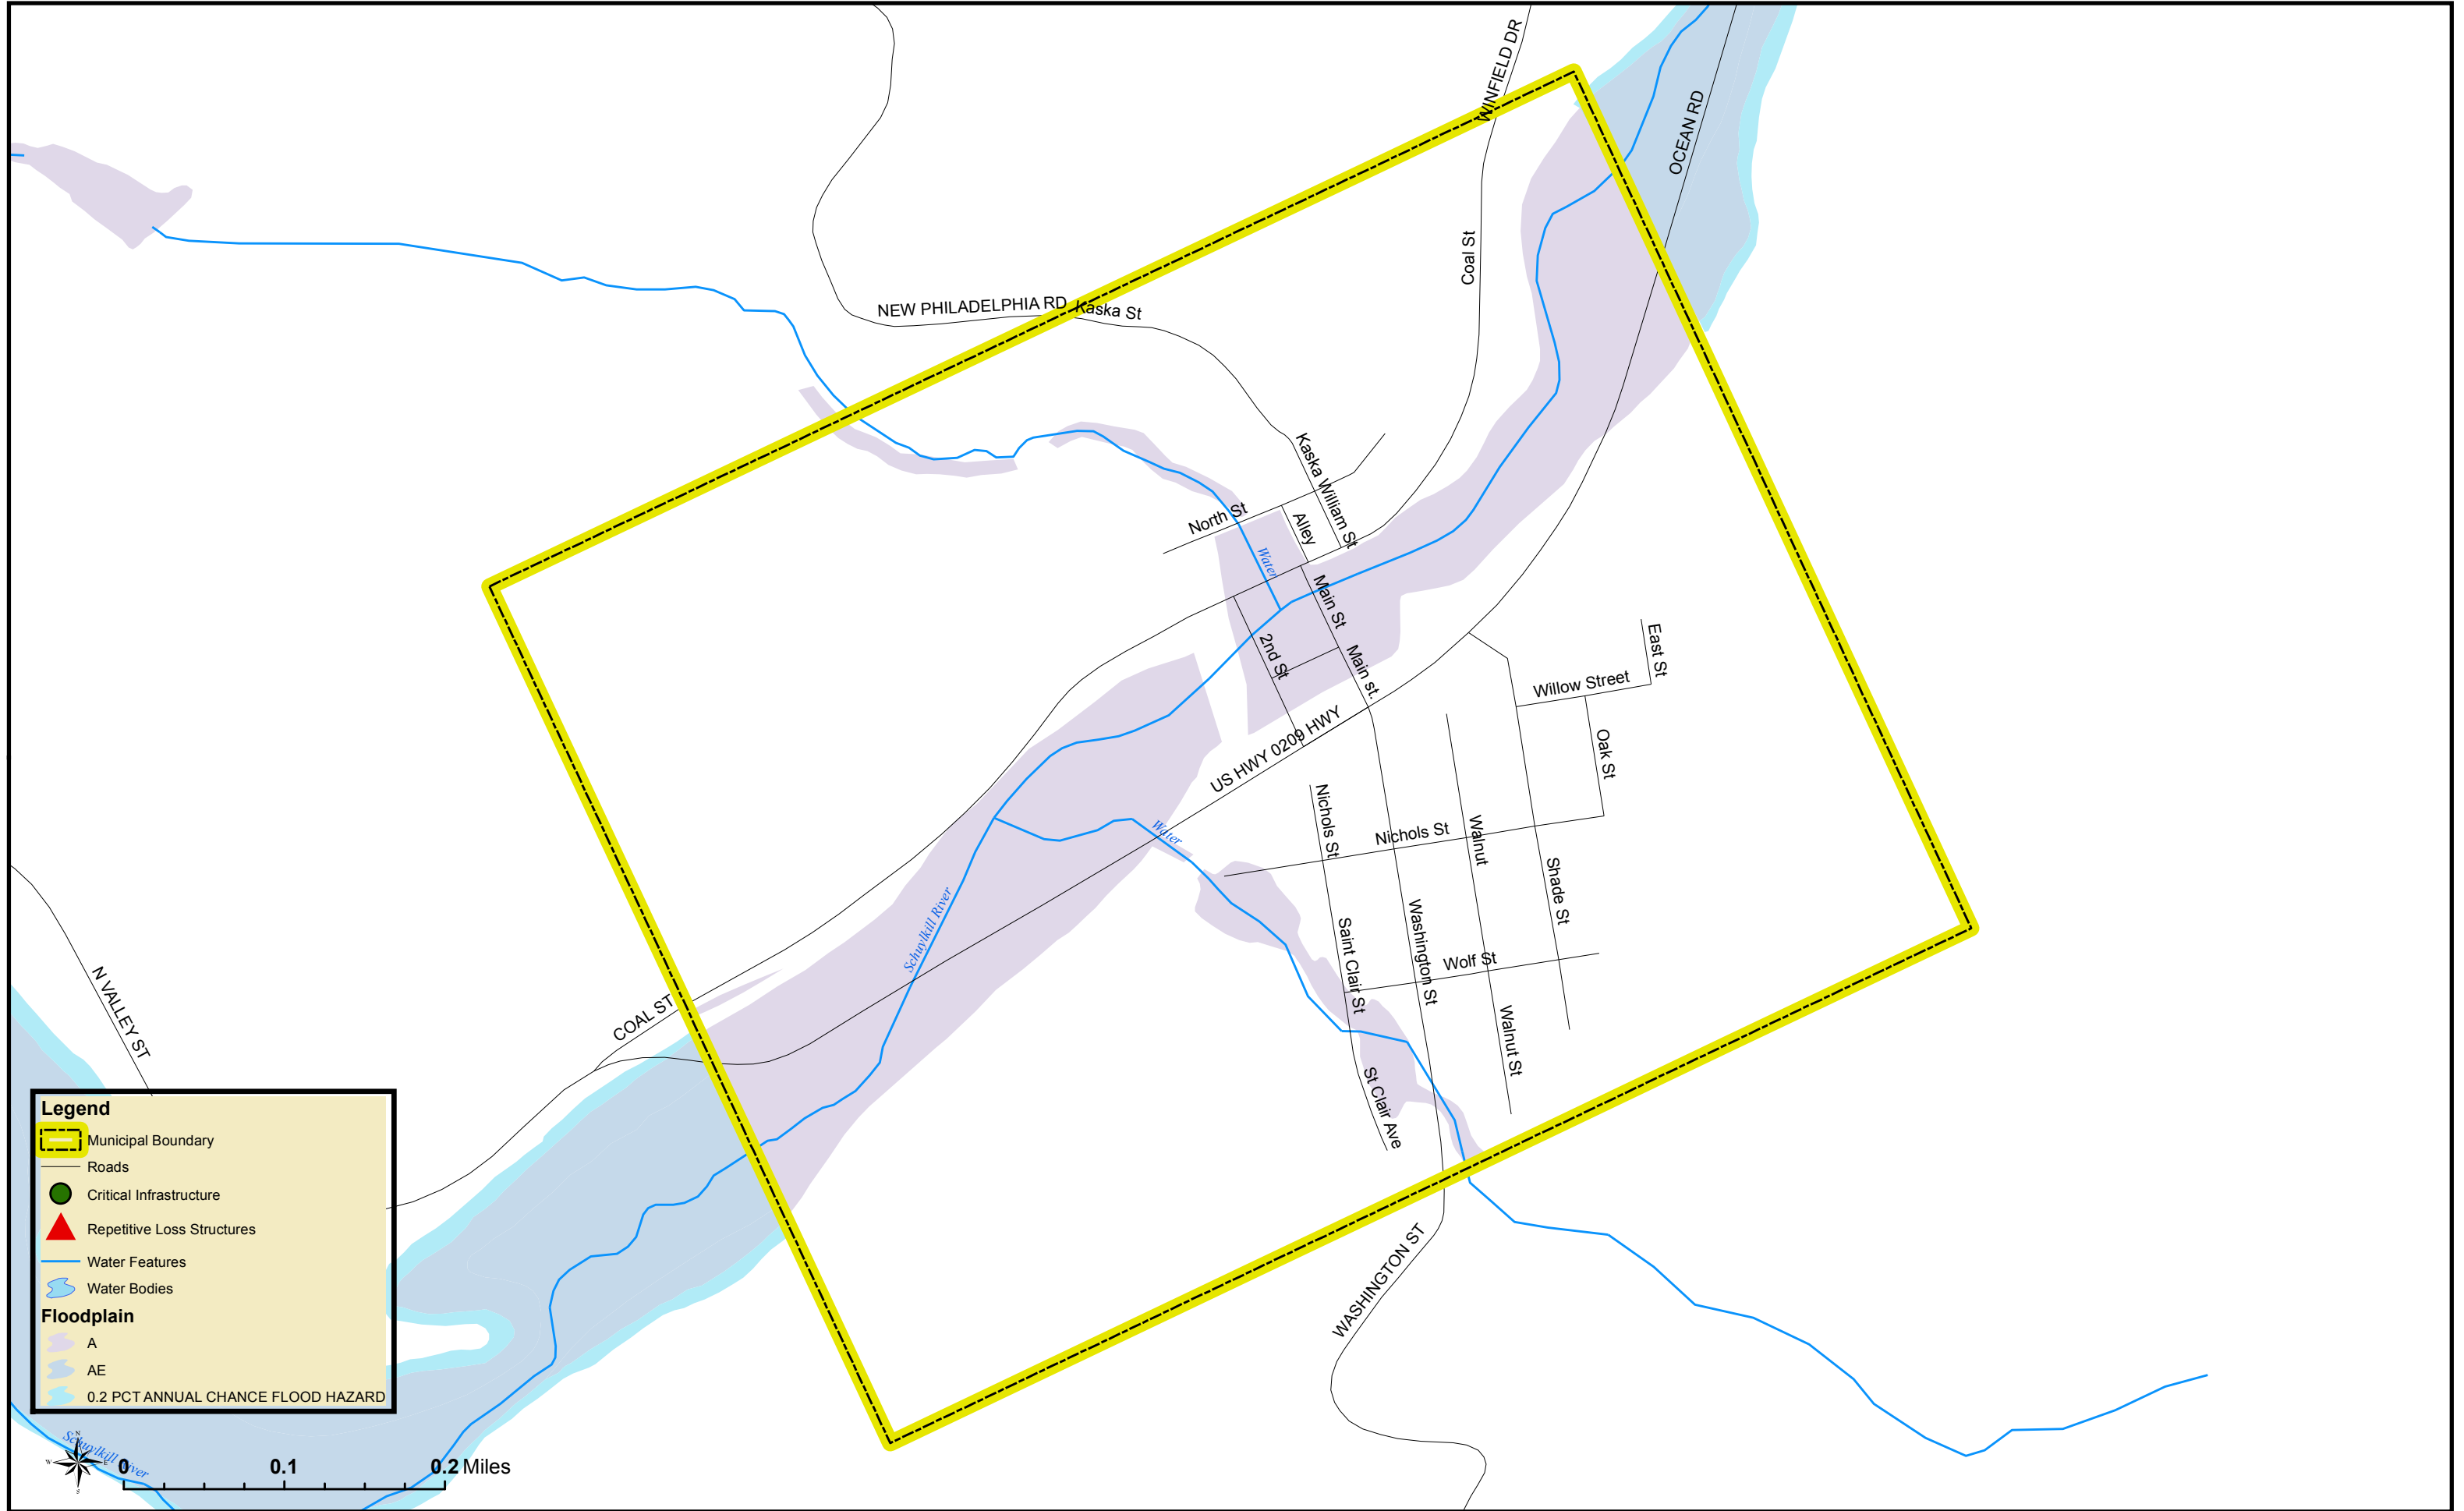 WINFIELD DR
OCEAN RD
Coal St
NEW PHILADELPHIA RD
Kaska St
Kaska
William St
North St
Alley
Water
Main St
2nd St
Main st.
East St
Willow Street
Oak St
US HWY 0209 HWY
Nichols St
Nichols St
Walnut
Water
Shade St
Schuylkill River
Saint Clair St
Washington St
Wolf St
COAL ST
N VALLEY ST
Walnut St
St Clair Ave
WASHINGTON ST
Legend
Municipal Boundary
Roads
Critical Infrastructure
Repetitive Loss Structures
Water Features
Water Bodies
Floodplain
A
AE
0.2 PCT ANNUAL CHANCE FLOOD HAZARD
Schuylkill River
N
W
E
S
0 0.1 0.2 Miles